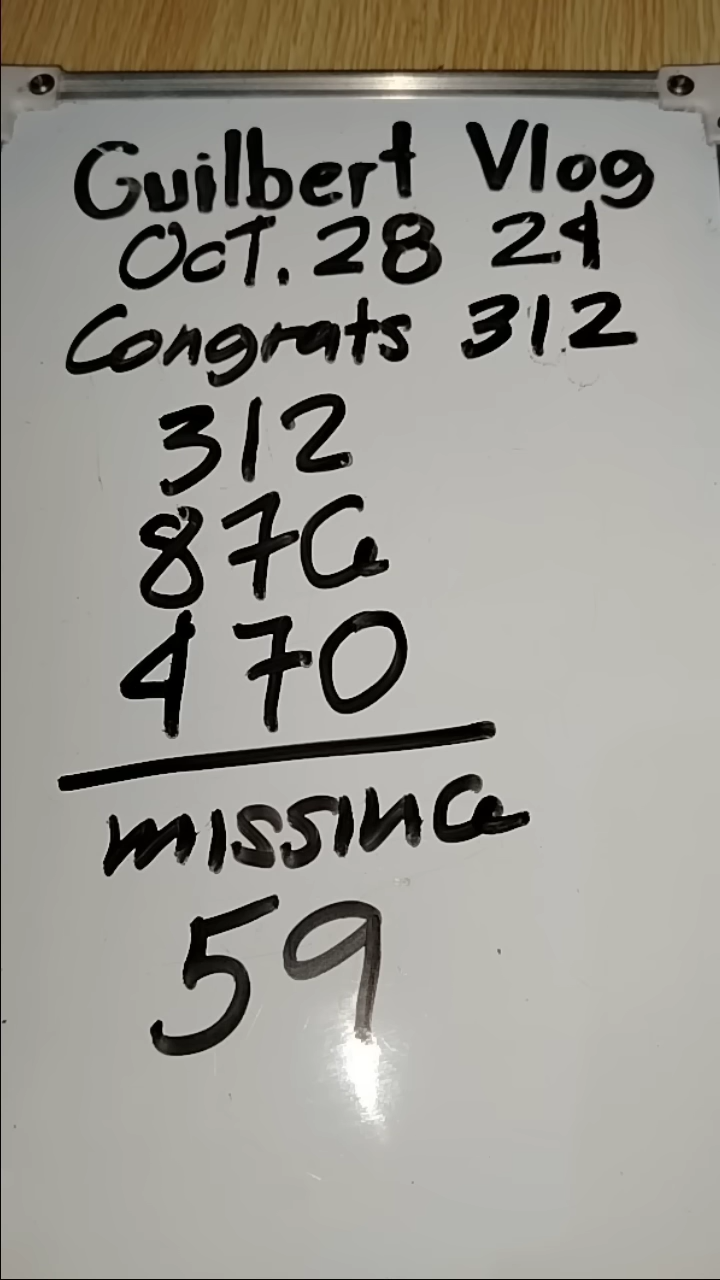 Guilbert Vlog
Oct. 28 24
Congrats 312
312
876
470
missing
59